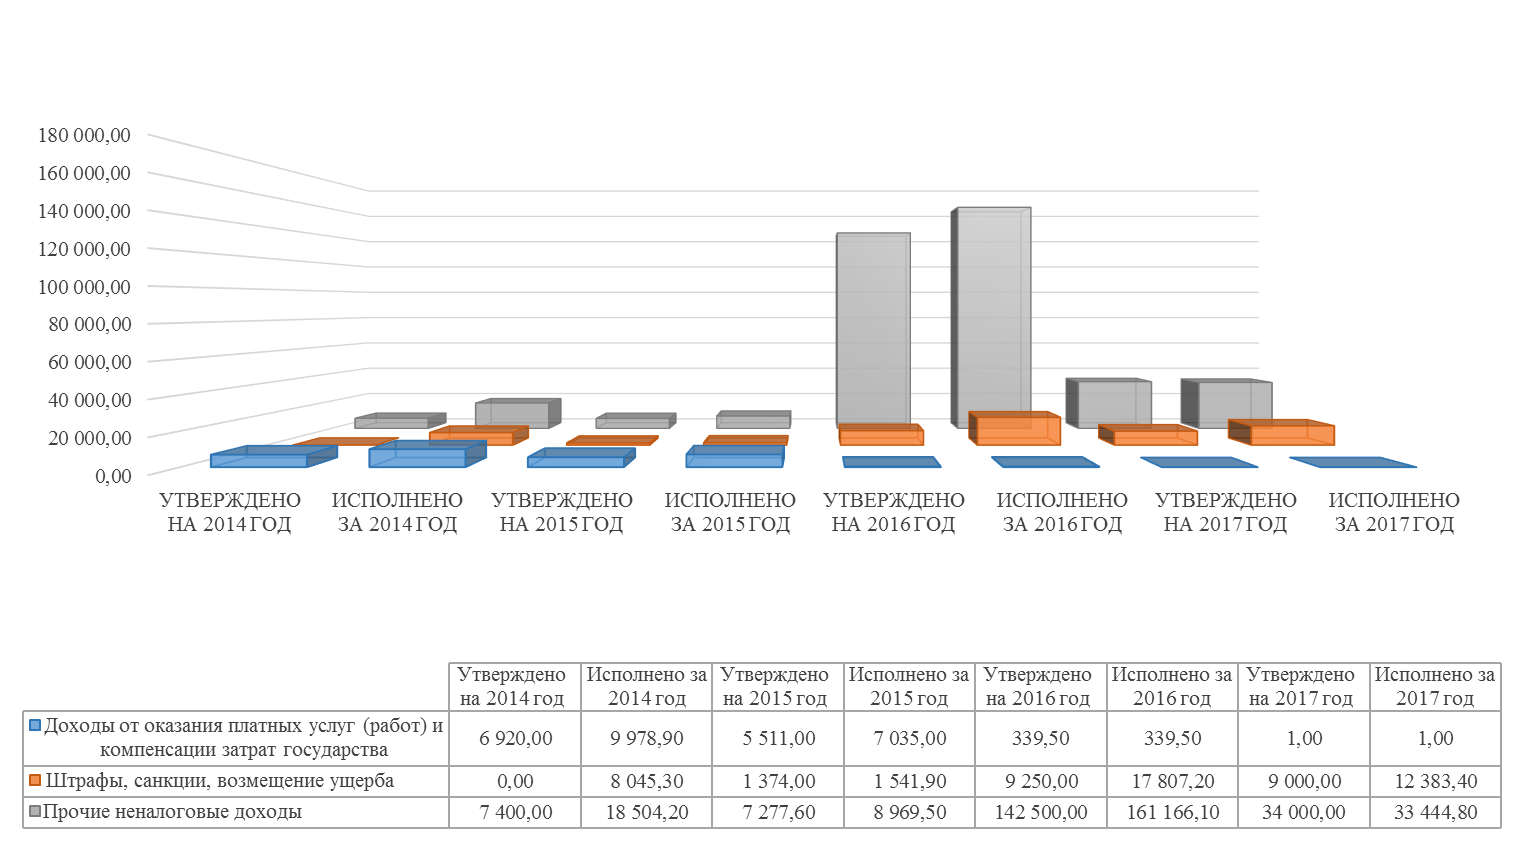 180 000,00
160 000,00
140 000,00
120 000,00
100 000,00
80 000,00
60 000,00
40 000,00
20 000,00
0,00
УТВЕРЖДЕНО ИСПОЛНЕНО УТВЕРЖДЕНО ИСПОЛНЕНО УТВЕРЖДЕНО ИСПОЛНЕНО УТВЕРЖДЕНО ИСПОЛНЕНО
НА 2014 ГОД ЗА 2014 ГОД НА 2015 ГОД ЗА 2015 ГОД НА 2016 ГОД ЗА 2016 ГОД НА 2017 ГОД ЗА 2017 ГОД
Утверждено Исполнено за Утверждено Исполнено за Утверждено Исполнено за Утверждено Исполнено за
на 2014 год 2014 год на 2015 год 2015 год на 2016 год 2016 год на 2017 год 2017 год
Доходы от оказания платных услуг (работ) и
компенсации затрат государства
6 920,00 9 978,90 5 511,00 7 035,00 339,50 339,50 1,00 1,00
Штрафы, санкции, возмещение ущерба 0,00 8 045,30 1 374,00 1 541,90 9 250,00 17 807,20 9 000,00 12 383,40
Прочие неналоговые доходы 7 400,00 18 504,20 7 277,60 8 969,50 142 500,00 161 166,10 34 000,00 33 444,80